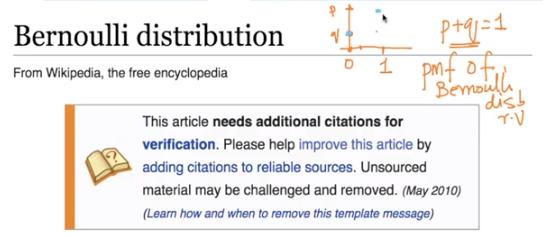 p
q
0 1
p+q=1
pmf of
Bernoulli
disb
r.v
Bernoulli distribution
From Wikipedia, the free encyclopedia
This article needs additional citations for
verification. Please help improve this article by
adding citations to reliable sources. Unsourced
material may be challenged and removed. (May 2010)
(Learn how and when to remove this template message)